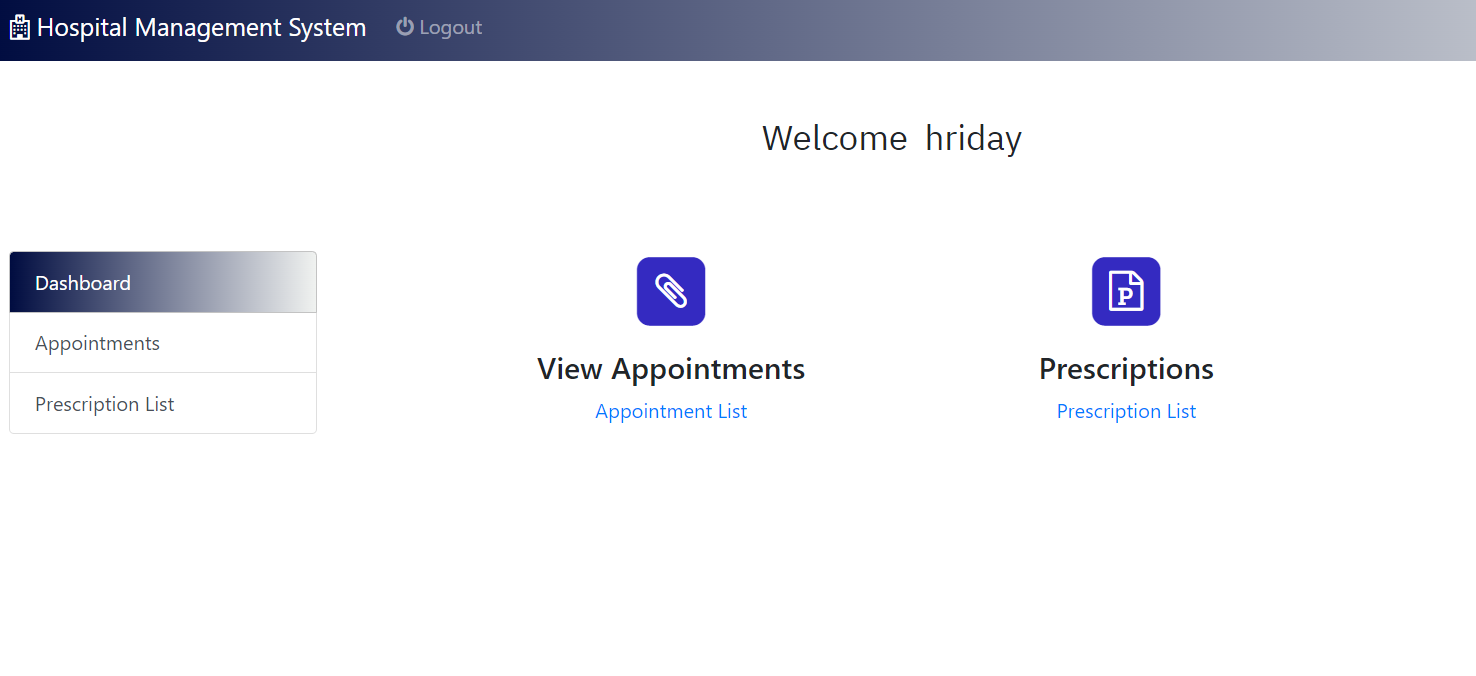 Hospital Management System Logout
Welcome hriday
Dashboard
Appointments
Prescription List
View Appointments
Appointment List
Prescriptions
Prescription List